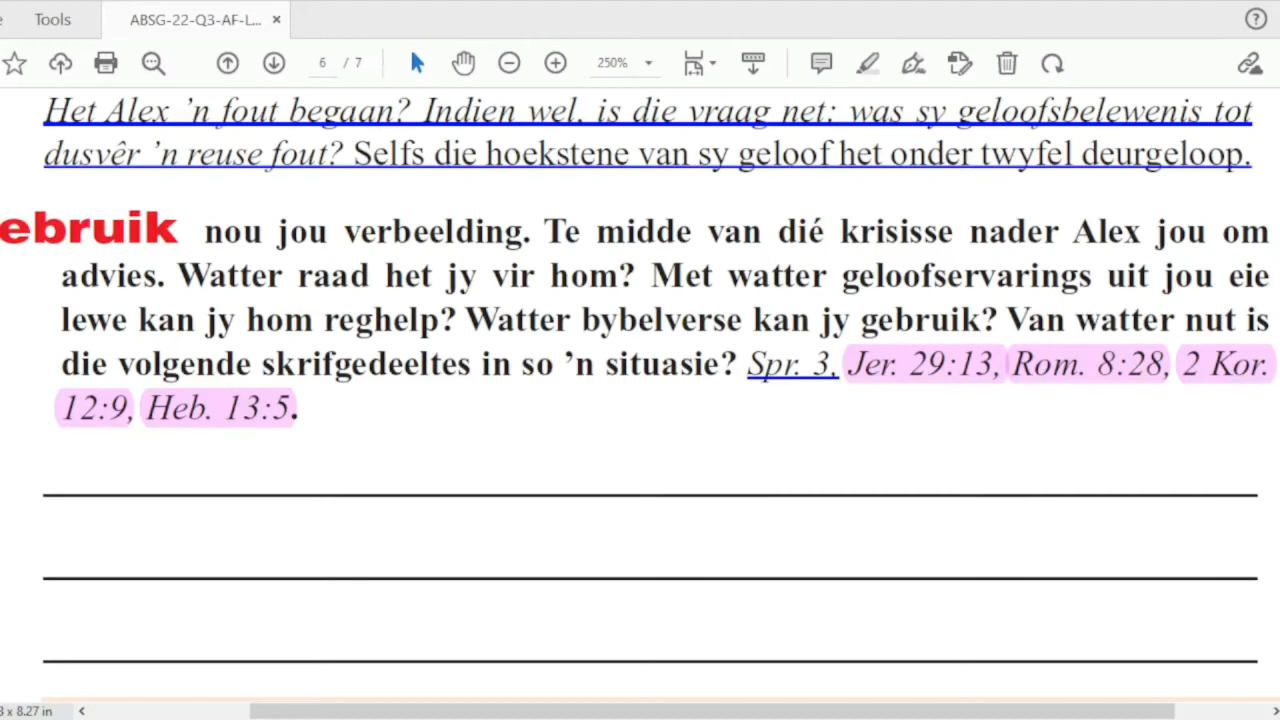 Tools
ABSG-22-Q3-AF-L... ×
6 / 7
250%
Het Alex ’n fout begaan? Indien wel, is die vraag net: was sy geloofsbelewenis tot
dusvêr ’n reuse fout? Selfs die hoekstene van sy geloof het onder twyfel deurgeloop.
ebruik nou jou verbeelding. Te midde van dié krisisse nader Alex jou om
advies. Watter raad het jy vir hom? Met watter geloofservarings uit jou eie
lewe kan jy hom reghelp? Watter bybelverse kan jy gebruik? Van watter nut is
die volgende skrifgedeeltes in so ’n situasie? Spr. 3, Jer. 29:13, Rom. 8:28, 2 Kor.
12:9, Heb. 13:5.
x 8.27 in